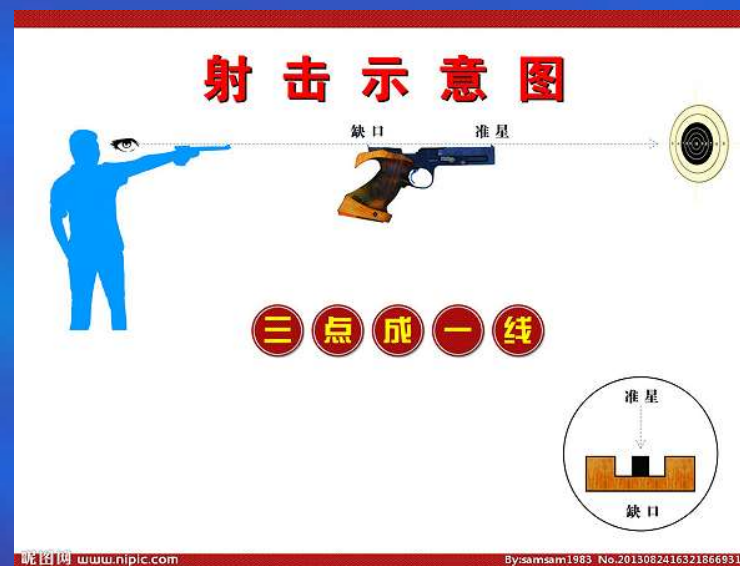 射击示意图
缺口 准星
三点成一线
准星
缺口
昵图网 www.nipic.com By:samsam1983 No.2013082416321866931